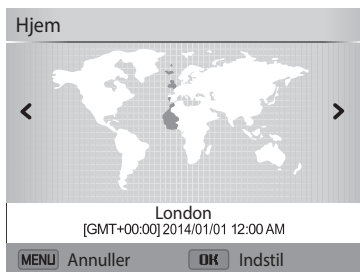 Hjem
London
[GMT+00:00] 2014/01/01 12:00 AM
MENU Annuller OK Indstil